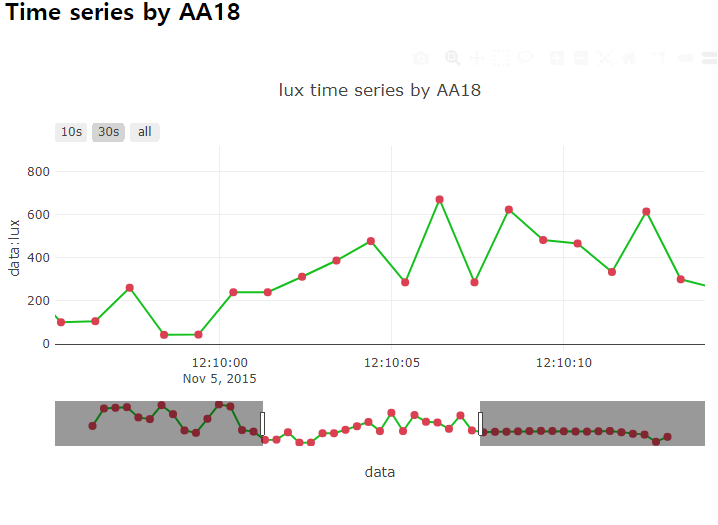 Time series by AA18
lux time series by AA18
10s 30s all
data:lux
800
600
400
200
0
12:10:00 12:10:05 12:10:10
Nov 5, 2015
data